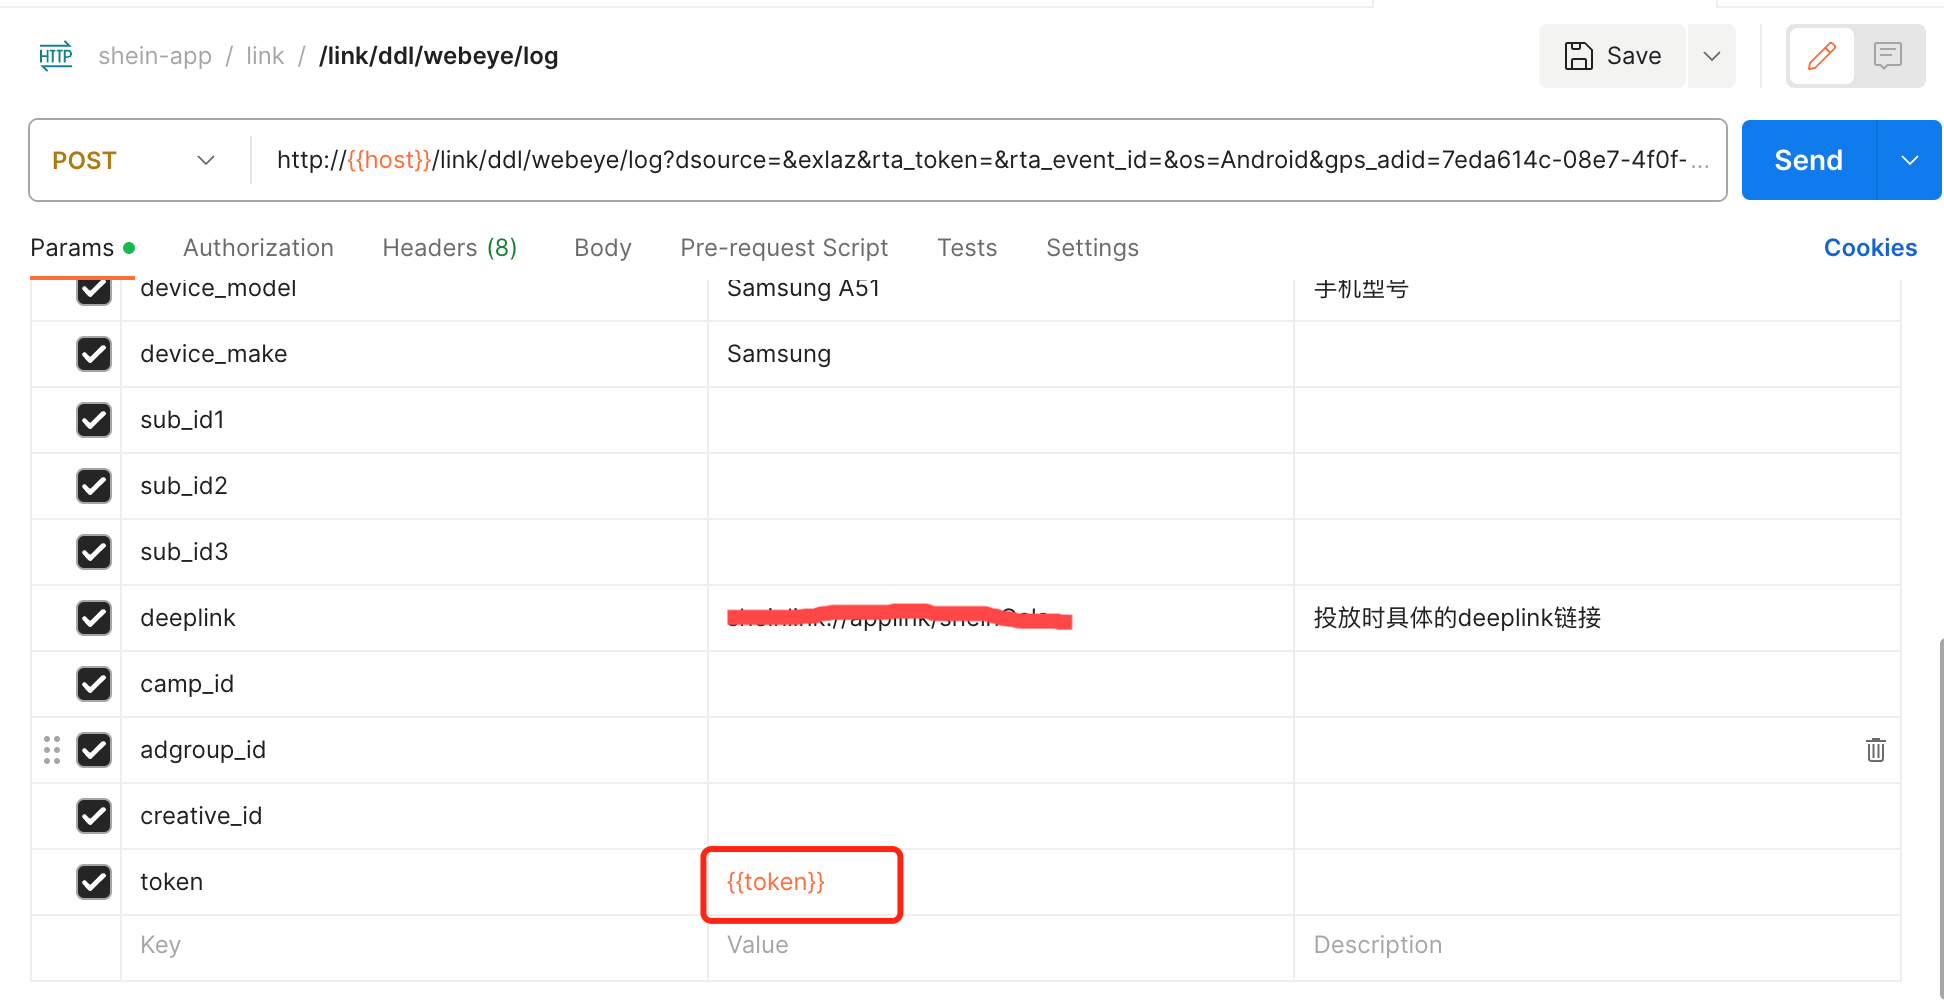 HTTP shein-app / link / /link/ddl/webeye/log Save
POST http://{{host}}/link/ddl/webeye/log?dsource=&exlaz&rta_token=&rta_event_id=&os=Android&gps_adid=7eda614c-08e7-4f0f-... Send
Params Authorization Headers (8) Body Pre-request Script Tests Settings Cookies
device_model Samsung A51 手机型号
device_make Samsung
sub_id1
sub_id2
sub_id3
deeplink 投放时具体的deeplink链接
camp_id
adgroup_id
creative_id
token {{token}}
Key Value Description